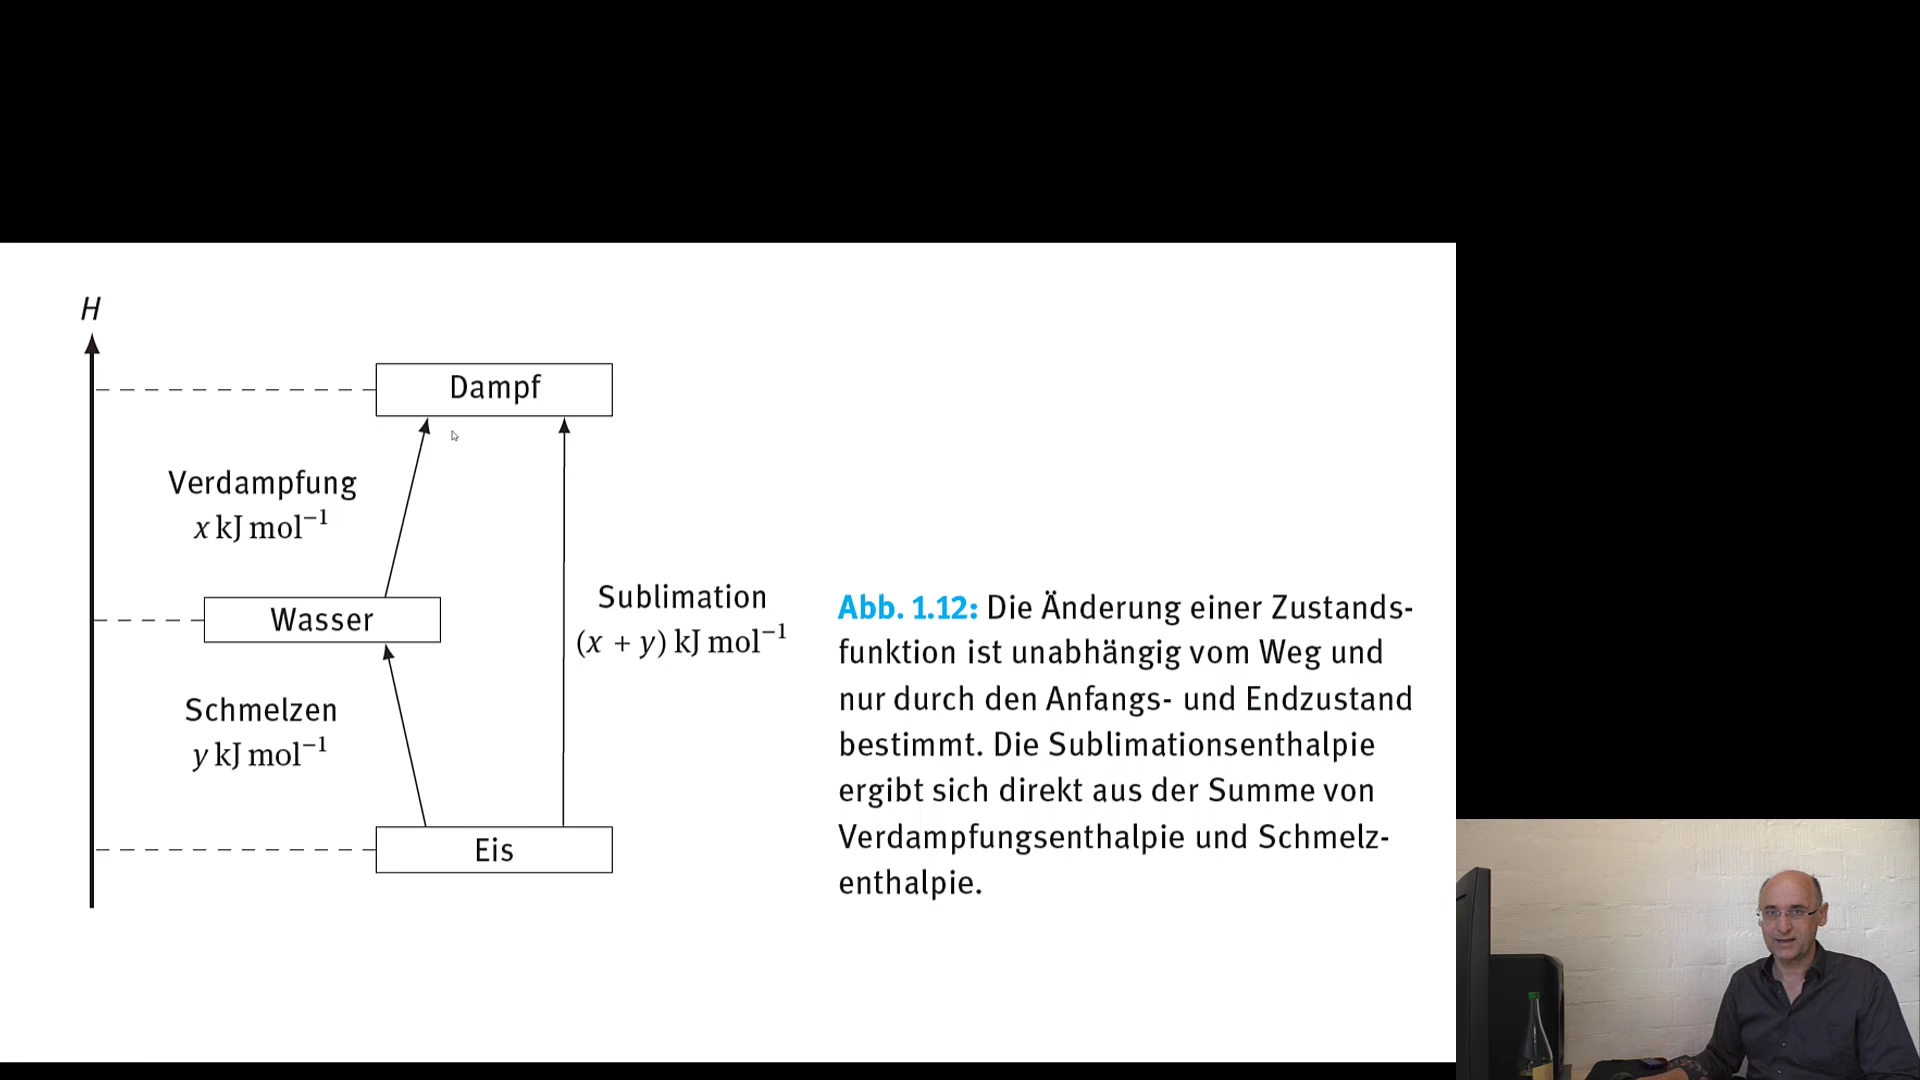 H
Dampf
Verdampfung
x kJ mol⁻¹
Wasser
Sublimation
(x + y) kJ mol⁻¹
Schmelzen
y kJ mol⁻¹
Eis
Abb. 1.12: Die Änderung einer Zustands-
funktion ist unabhängig vom Weg und
nur durch den Anfangs- und Endzustand
bestimmt. Die Sublimationsenthalpie
ergibt sich direkt aus der Summe von
Verdampfungsenthalpie und Schmelz-
enthalpie.